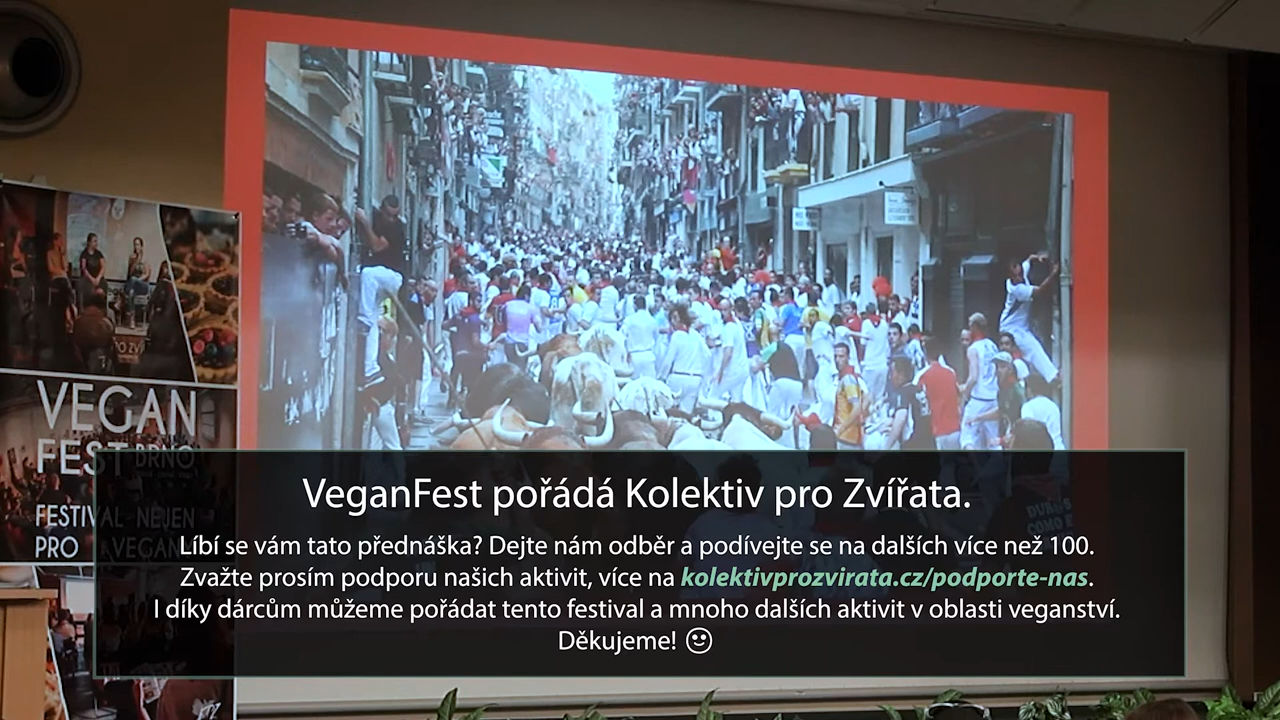 VEGAN
FEST BRNO
FESTIVAL NEJEN
PRO VEGANY
VeganFest pořádá Kolektiv pro Zvířata.
Líbí se vám tato přednáška? Dejte nám odběr a podívejte se na dalších více než 100.
Zvažte prosím podporu našich aktivit, více na kolektivprozvirata.cz/podporte-nas.
I díky dárcům můžeme pořádat tento festival a mnoho dalších aktivit v oblasti veganství.
Děkujeme!